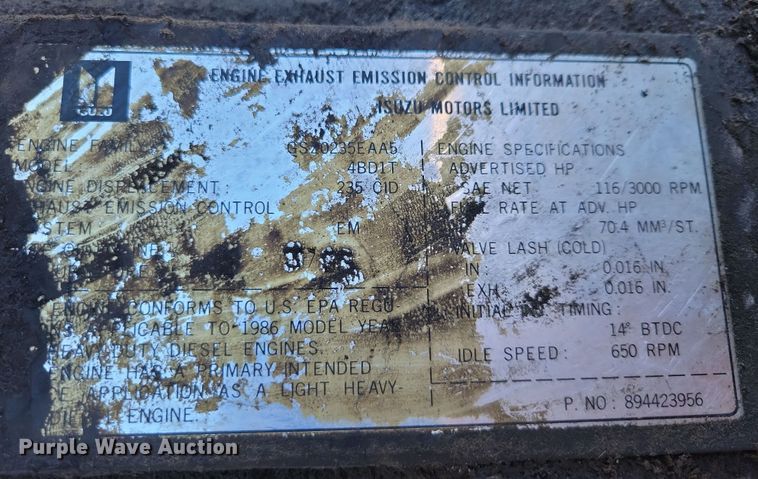 ISUZU
ENGINE EXHAUST EMISSION CONTROL INFORMATION
ISUZU MOTORS LIMITED
ENGINE FAMILY
MODEL 4BD1T
ENGINE DISPLACEMENT : 235 CID
EXHAUST EMISSION CONTROL
SYSTEM EM
ENGINE CONFORMS TO U.S. EPA REGU
APPLICABLE TO 1986 MODEL YEAR
HEAVY DUTY DIESEL ENGINES.
ENGINE HAS A PRIMARY INTENDED
APPLICATION AS A LIGHT HEAVY-
DIESEL ENGINE.
ENGINE SPECIFICATIONS
ADVERTISED HP
SAE NET : 116/3000 RPM
FUEL RATE AT ADV. HP
70.4 MM³/ST.
VALVE LASH (COLD)
IN : 0.016 IN.
EXH : 0.016 IN.
INITIAL INJ TIMING :
14° BTDC
IDLE SPEED : 650 RPM
P. NO : 894423956
Purple Wave Auction